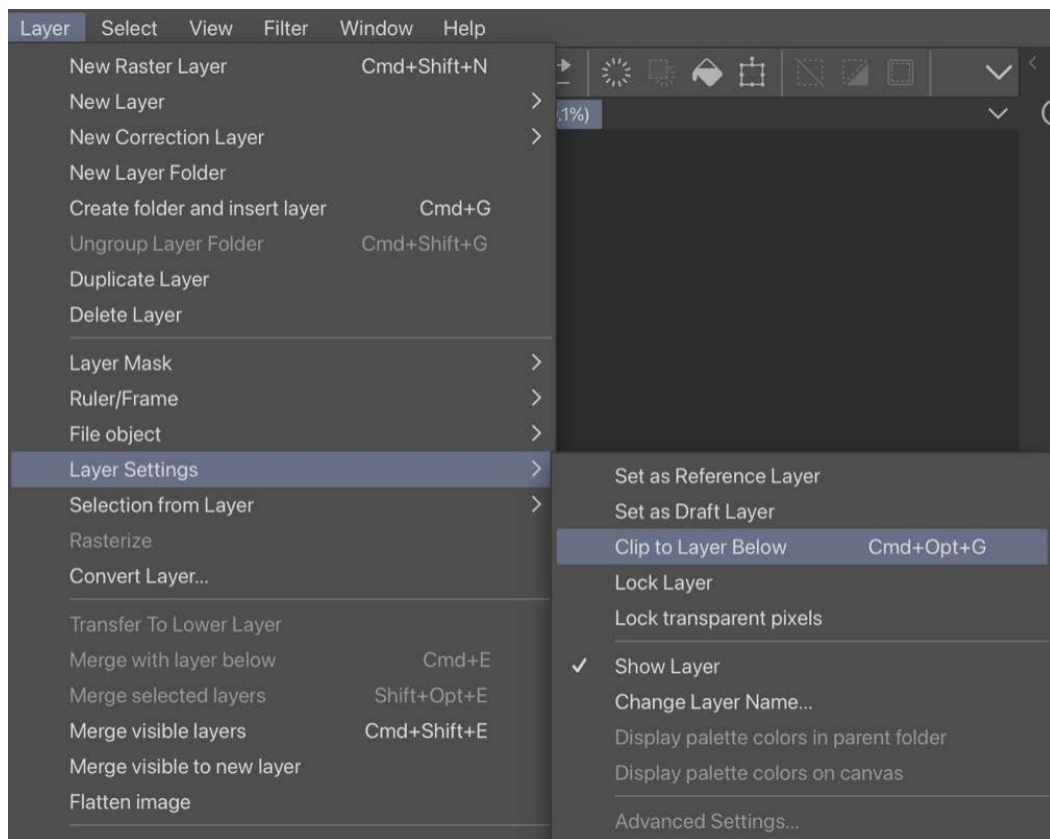 Layer Select View Filter Window Help
New Raster Layer Cmd+Shift+N
New Layer
New Correction Layer
.1%)
New Layer Folder
Create folder and insert layer Cmd+G
Ungroup Layer Folder Cmd+Shift+G
Duplicate Layer
Delete Layer
Layer Mask
Ruler/Frame
File object
Layer Settings
Selection from Layer
Rasterize
Convert Layer...
Transfer To Lower Layer
Merge with layer below Cmd+E
Merge selected layers Shift+Opt+E
Merge visible layers Cmd+Shift+E
Merge visible to new layer
Flatten image
Set as Reference Layer
Set as Draft Layer
Clip to Layer Below Cmd+Opt+G
Lock Layer
Lock transparent pixels
Show Layer
Change Layer Name...
Display palette colors in parent folder
Display palette colors on canvas
Advanced Settings...